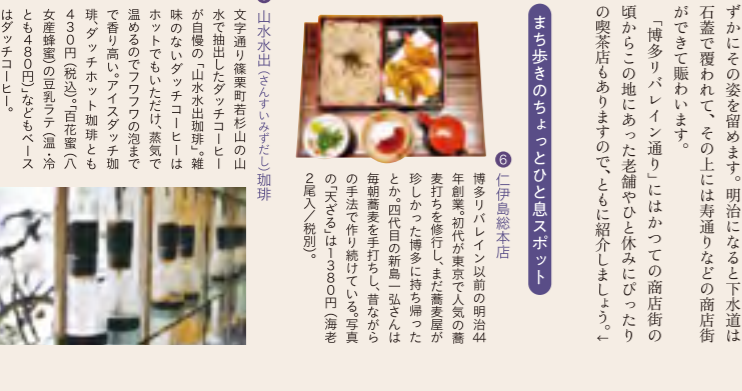 ずかにその姿を留めます。明治になると下水道は
石蓋で覆われて、その上には寿通りなどの商店街
ができて賑わいます。
「博多リバレイン通り」にはかつての商店街の
頃からこの地にあった老舗やひと休みにぴったり
の喫茶店もありますので、ともに紹介しましょう。←
まち歩きのちょっとひと息スポット
❻ 仁伊島総本店
博多リバレイン以前の明治44
年創業。初代が東京で人気の蕎
麦打ちを修行し、まだ蕎麦屋が
珍しかった博多に持ち帰った
とか。四代目の新島一弘さんは
毎朝蕎麦を手打ちし、昔ながら
の手法で作り続けている。写真
の「天ざる」は1380円（海老
2尾入／税別）。
山水水出（さんすいみずだし）珈琲
文字通り篠栗町若杉山の山
水で抽出したダッチコーヒー
が自慢の「山水水出珈琲」。雑
味のないダッチコーヒーは
ホットでもいただけ、蒸気で
温めるのでフワフワの泡まで
で香り高い。アイスダッチ珈
琲、ダッチホット珈琲とも
430円（税込）。「百花蜜（八
女産蜂蜜）の豆乳ラテ（温・冷
とも480円）」などもベース
はダッチコーヒー。